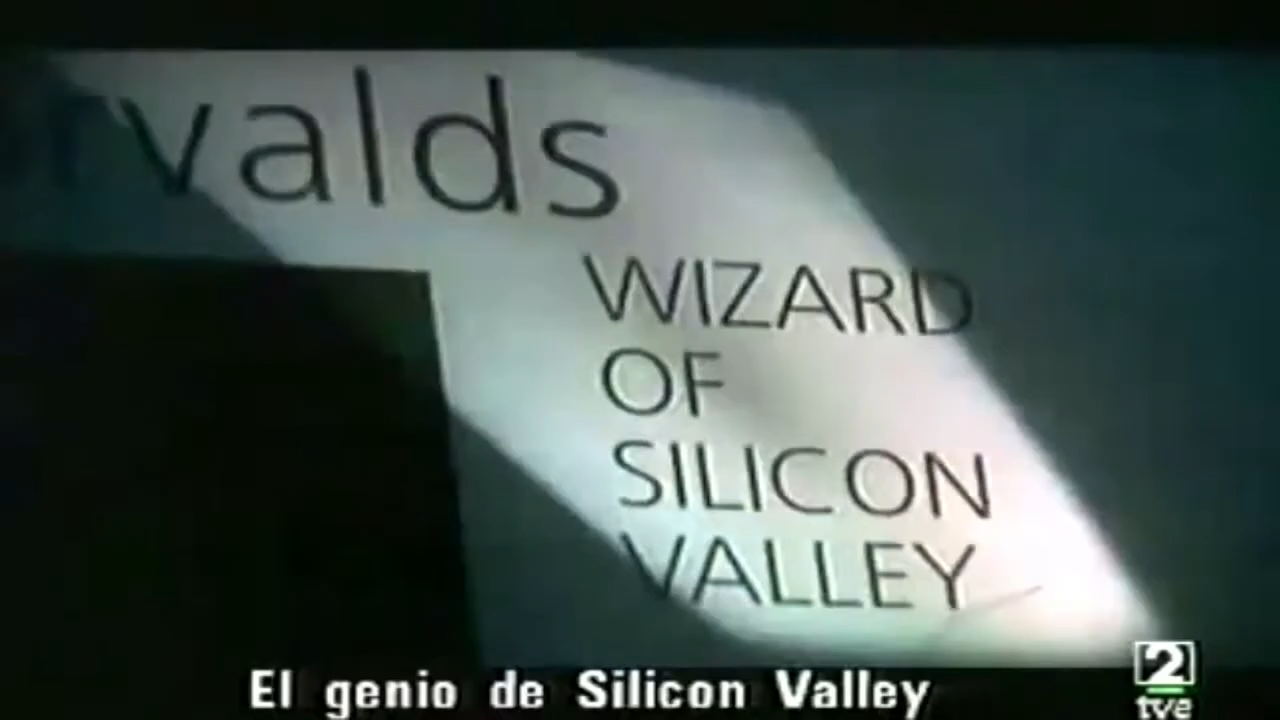 rvalds
WIZARD
OF
SILICON
VALLEY
El genio de Silicon Valley
2
tve